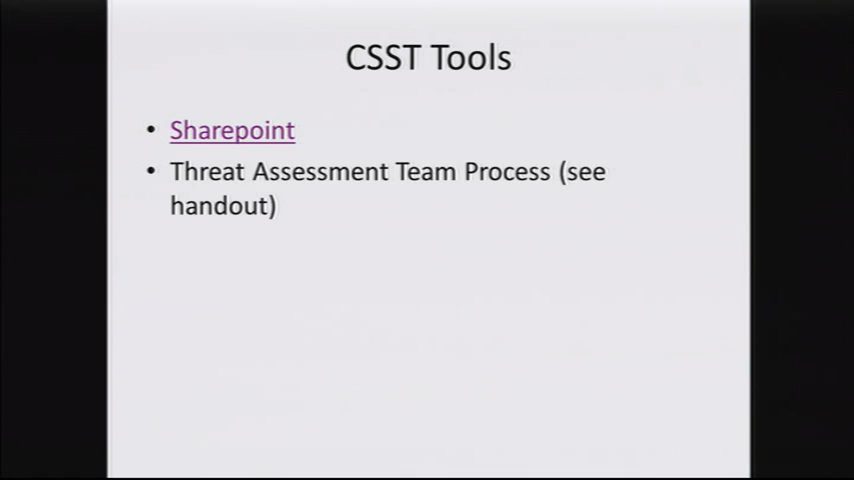 CSST Tools
• Sharepoint
• Threat Assessment Team Process (see
handout)